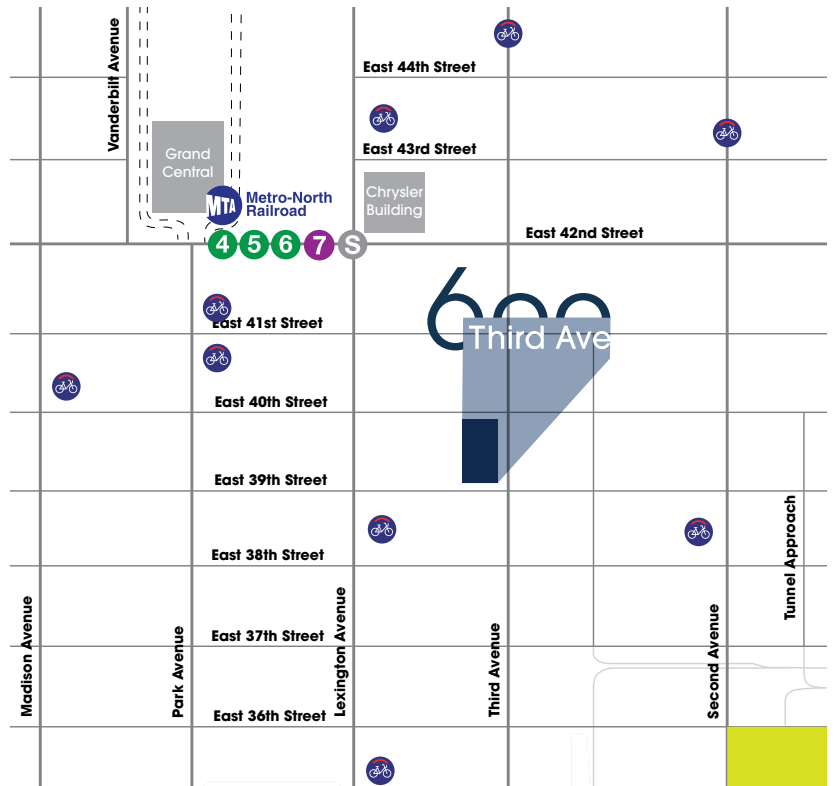 Vanderbilt Avenue
East 44th Street
East 43rd Street
Grand
Central
MTA
Metro-North
Railroad
Chrysler
Building
4 5 6 7 S
East 42nd Street
600
Third Ave
East 41st Street
East 40th Street
East 39th Street
East 38th Street
East 37th Street
East 36th Street
Madison Avenue
Park Avenue
Lexington Avenue
Third Avenue
Second Avenue
Tunnel Approach